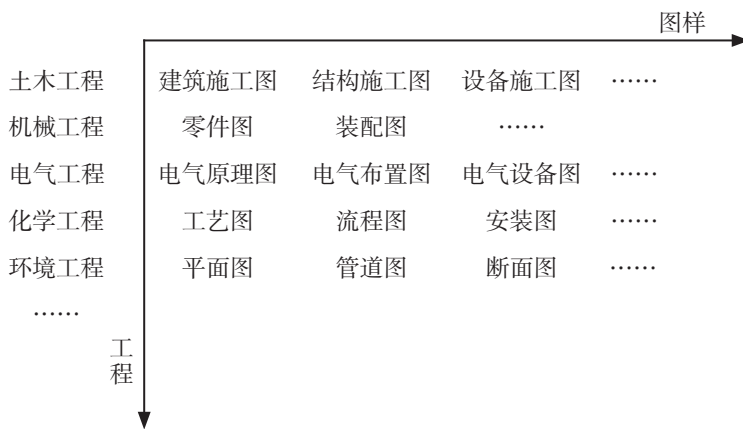 图样
土木工程 建筑施工图 结构施工图 设备施工图 ……
机械工程 零件图 装配图 ……
电气工程 电气原理图 电气布置图 电气设备图 ……
化学工程 工艺图 流程图 安装图 ……
环境工程 平面图 管道图 断面图 ……
……
工程